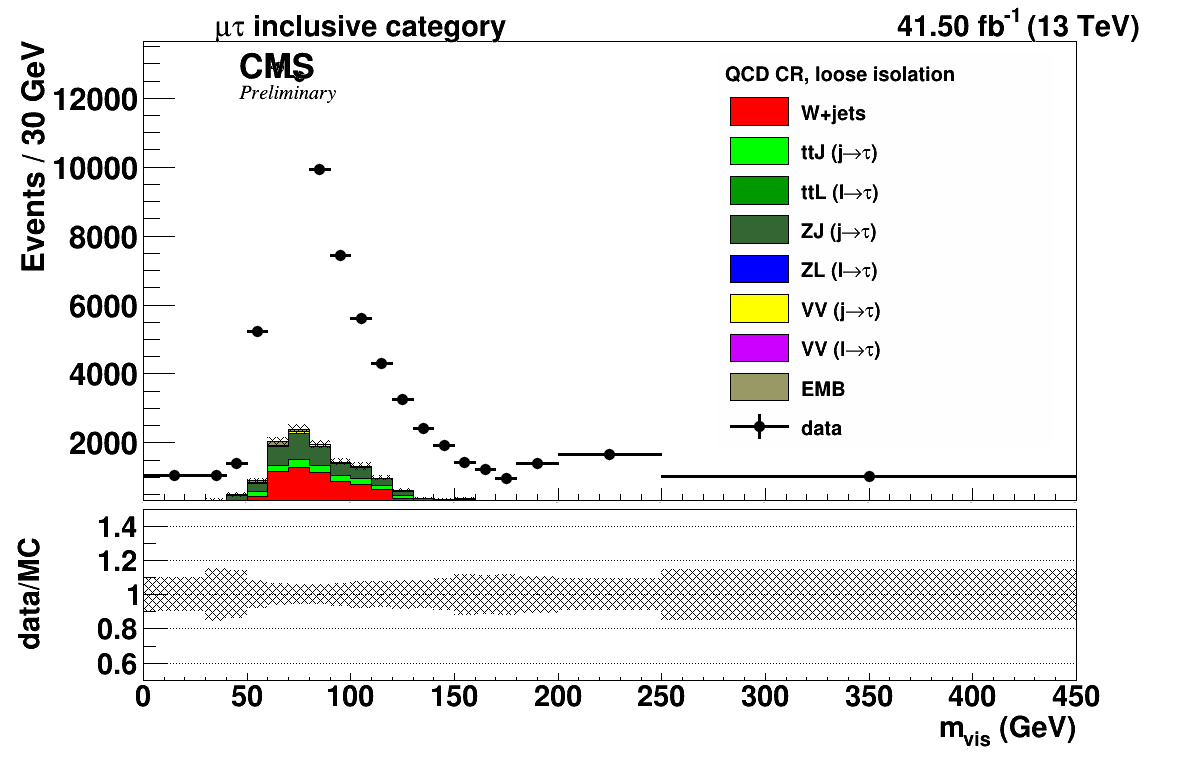 μτ inclusive category
41.50 fb-1 (13 TeV)
CMS
Preliminary
Events / 30 GeV
12000
10000
8000
6000
4000
2000
QCD CR, loose isolation
W+jets
ttJ (j→τ)
ttL (l→τ)
ZJ (j→τ)
ZL (l→τ)
VV (j→τ)
VV (l→τ)
EMB
data
data/MC
1.4
1.2
1
0.8
0.6
0 50 100 150 200 250 300 350 400 450
mvis (GeV)